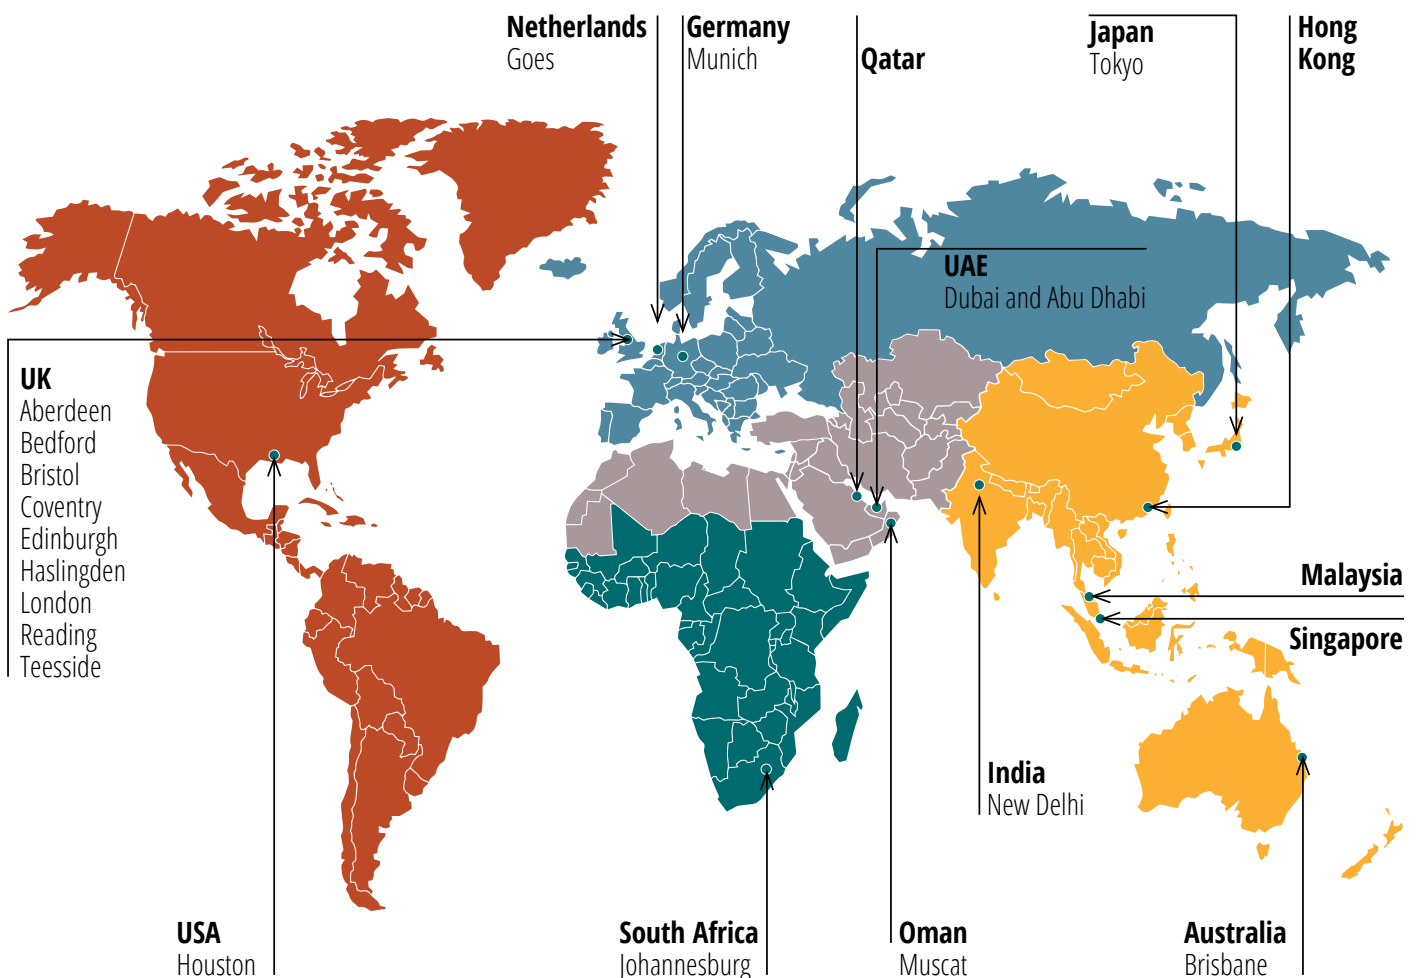 Netherlands
Goes
Germany
Munich
Qatar
Japan
Tokyo
Hong
Kong
UAE
Dubai and Abu Dhabi
UK
Aberdeen
Bedford
Bristol
Coventry
Edinburgh
Haslingden
London
Reading
Teesside
Malaysia
Singapore
India
New Delhi
USA
Houston
South Africa
Johannesburg
Oman
Muscat
Australia
Brisbane